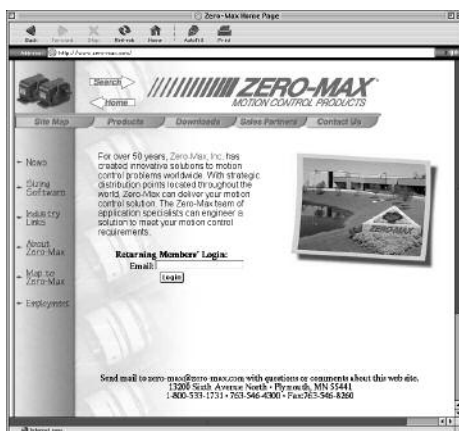 Zero-Max Home Page
Back Forward Stop Refresh Home AutoFill Print
http://www.zero-max.com/
Search
Home
ZERO-MAX
MOTION CONTROL PRODUCTS
Site Map Products Downloads Sales Partners Contact Us
News
Sizing
Software
Industry
Links
About
Zero-Max
Map to
Zero-Max
Employment
For over 50 years, Zero-Max, Inc. has
created innovative solutions to motion
control problems worldwide. With strategic
distribution points located throughout the
world, Zero-Max can deliver your motion
control solution. The Zero-Max team of
application specialists can engineer a
solution to meet your motion control
requirements.
ZERO-MAX
Returning Members' Login:
Email:
Login
Send mail to zero-max@zero-max.com with questions or comments about this web site.
13200 Sixth Avenue North • Plymouth, MN 55441
1-800-533-1731 • 763-546-4300 • Fax:763-546-8260
Internet zone